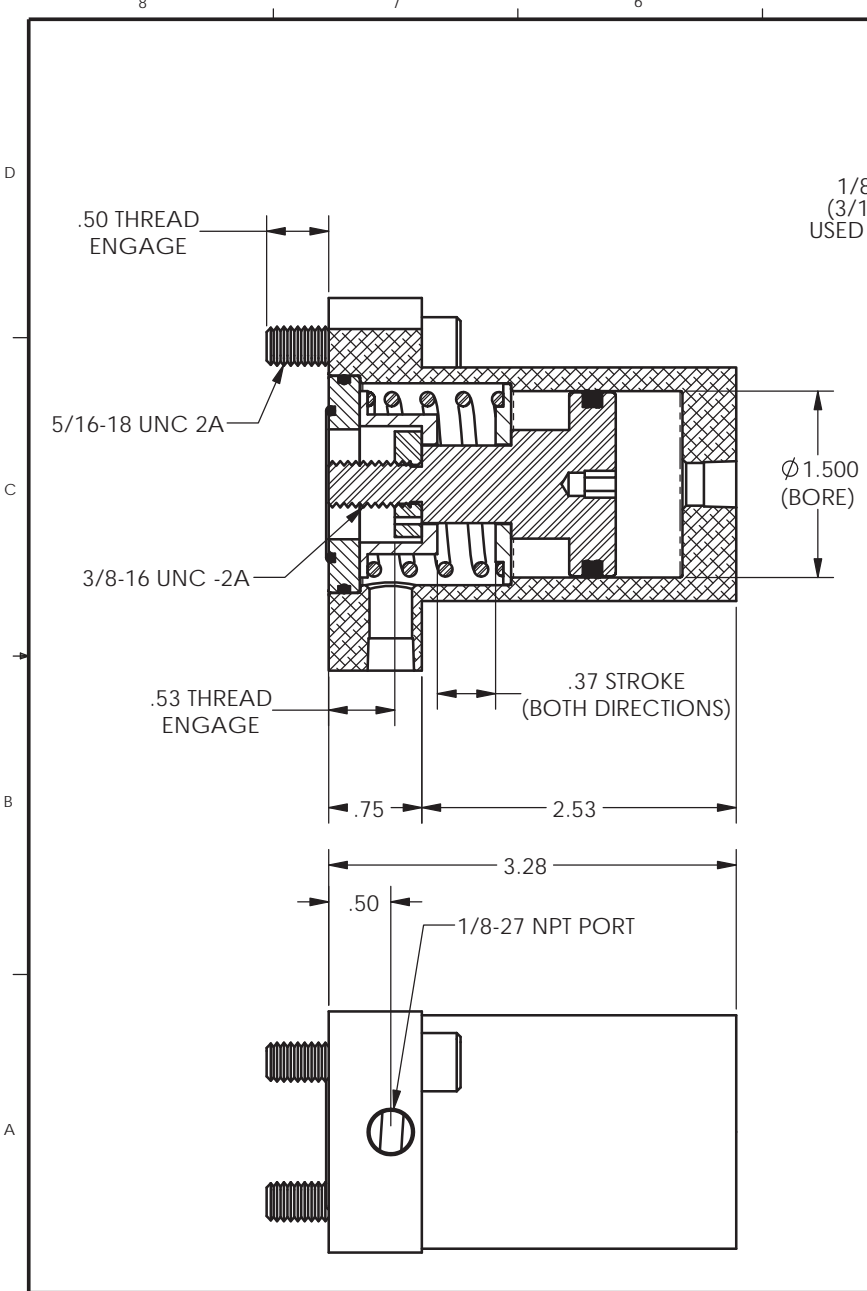 8
7
6
D
1/8
(3/1
USED
.50 THREAD
ENGAGE
5/16-18 UNC 2A
C
Ø1.500
(BORE)
3/8-16 UNC -2A
.53 THREAD
ENGAGE
.37 STROKE
(BOTH DIRECTIONS)
B
.75
2.53
3.28
.50
1/8-27 NPT PORT
A